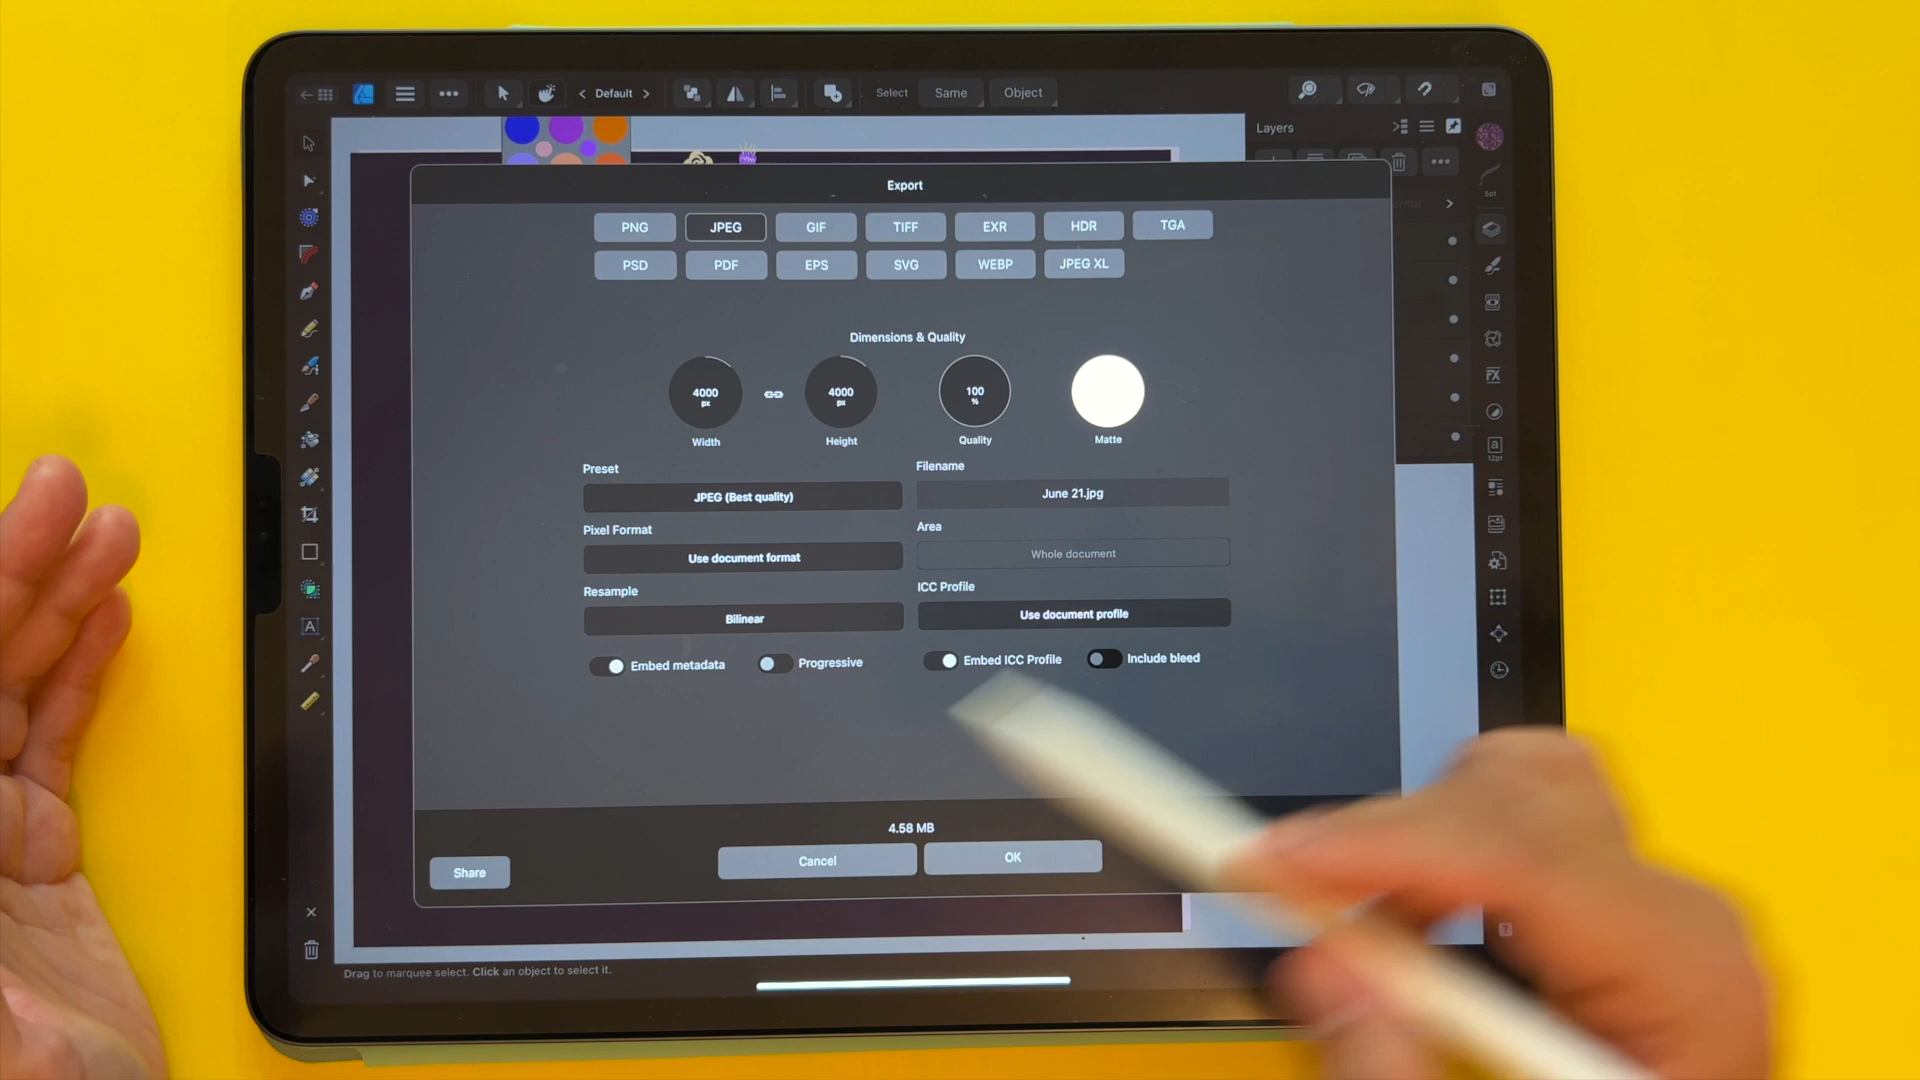 Default
Select
Same
Object
Layers
5pt
Export
PNG
JPEG
GIF
TIFF
EXR
HDR
TGA
PSD
PDF
EPS
SVG
WEBP
JPEG XL
Dimensions & Quality
4000
px
4000
px
100
%
Width
Height
Quality
Matte
Preset
Filename
JPEG (Best quality)
June 21.jpg
Pixel Format
Area
Use document format
Whole document
Resample
ICC Profile
Bilinear
Use document profile
Embed metadata
Progressive
Embed ICC Profile
Include bleed
FX
a
12pt
A
4.58 MB
Share
Cancel
OK
?
Drag to marquee select. Click an object to select it.